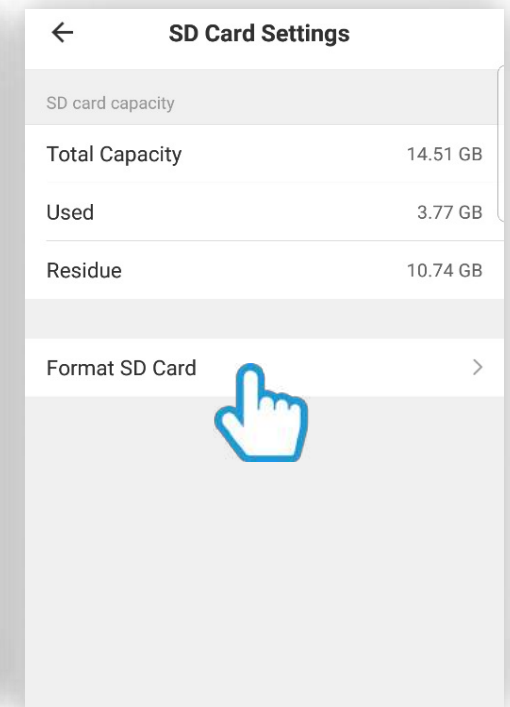 SD Card Settings
SD card capacity
Total Capacity 14.51 GB
Used 3.77 GB
Residue 10.74 GB
Format SD Card